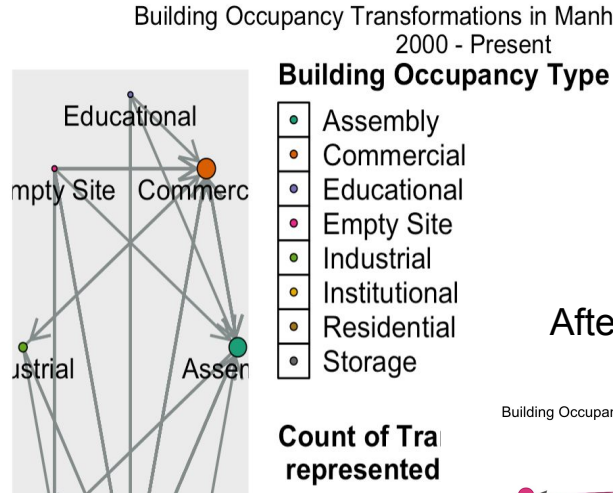 Building Occupancy Transformations in Manh
2000 - Present
Building Occupancy Type
Educational
mpty Site
Commerc
ustrial
Assen
Assembly
Commercial
Educational
Empty Site
Industrial
Institutional
Residential
Storage
Count of Tra
represented
Afte
Building Occupar